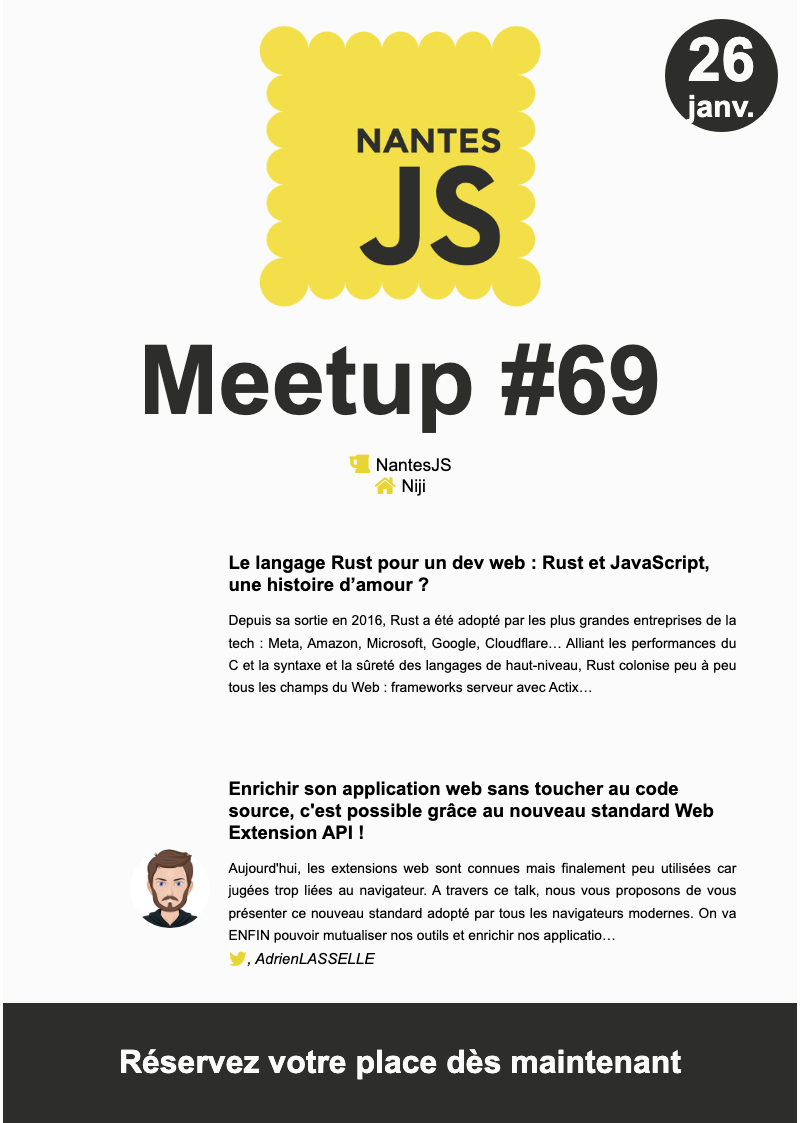 26
janv.
NANTES
JS
Meetup #69
NantesJS
Niji
Le langage Rust pour un dev web : Rust et JavaScript,
une histoire d’amour ?
Depuis sa sortie en 2016, Rust a été adopté par les plus grandes entreprises de la
tech : Meta, Amazon, Microsoft, Google, Cloudflare… Alliant les performances du
C et la syntaxe et la sûreté des langages de haut-niveau, Rust colonise peu à peu
tous les champs du Web : frameworks serveur avec Actix…
Enrichir son application web sans toucher au code
source, c'est possible grâce au nouveau standard Web
Extension API !
Aujourd'hui, les extensions web sont connues mais finalement peu utilisées car
jugées trop liées au navigateur. A travers ce talk, nous vous proposons de vous
présenter ce nouveau standard adopté par tous les navigateurs modernes. On va
ENFIN pouvoir mutualiser nos outils et enrichir nos applicatio…
, AdrienLASSELLE
Réservez votre place dès maintenant